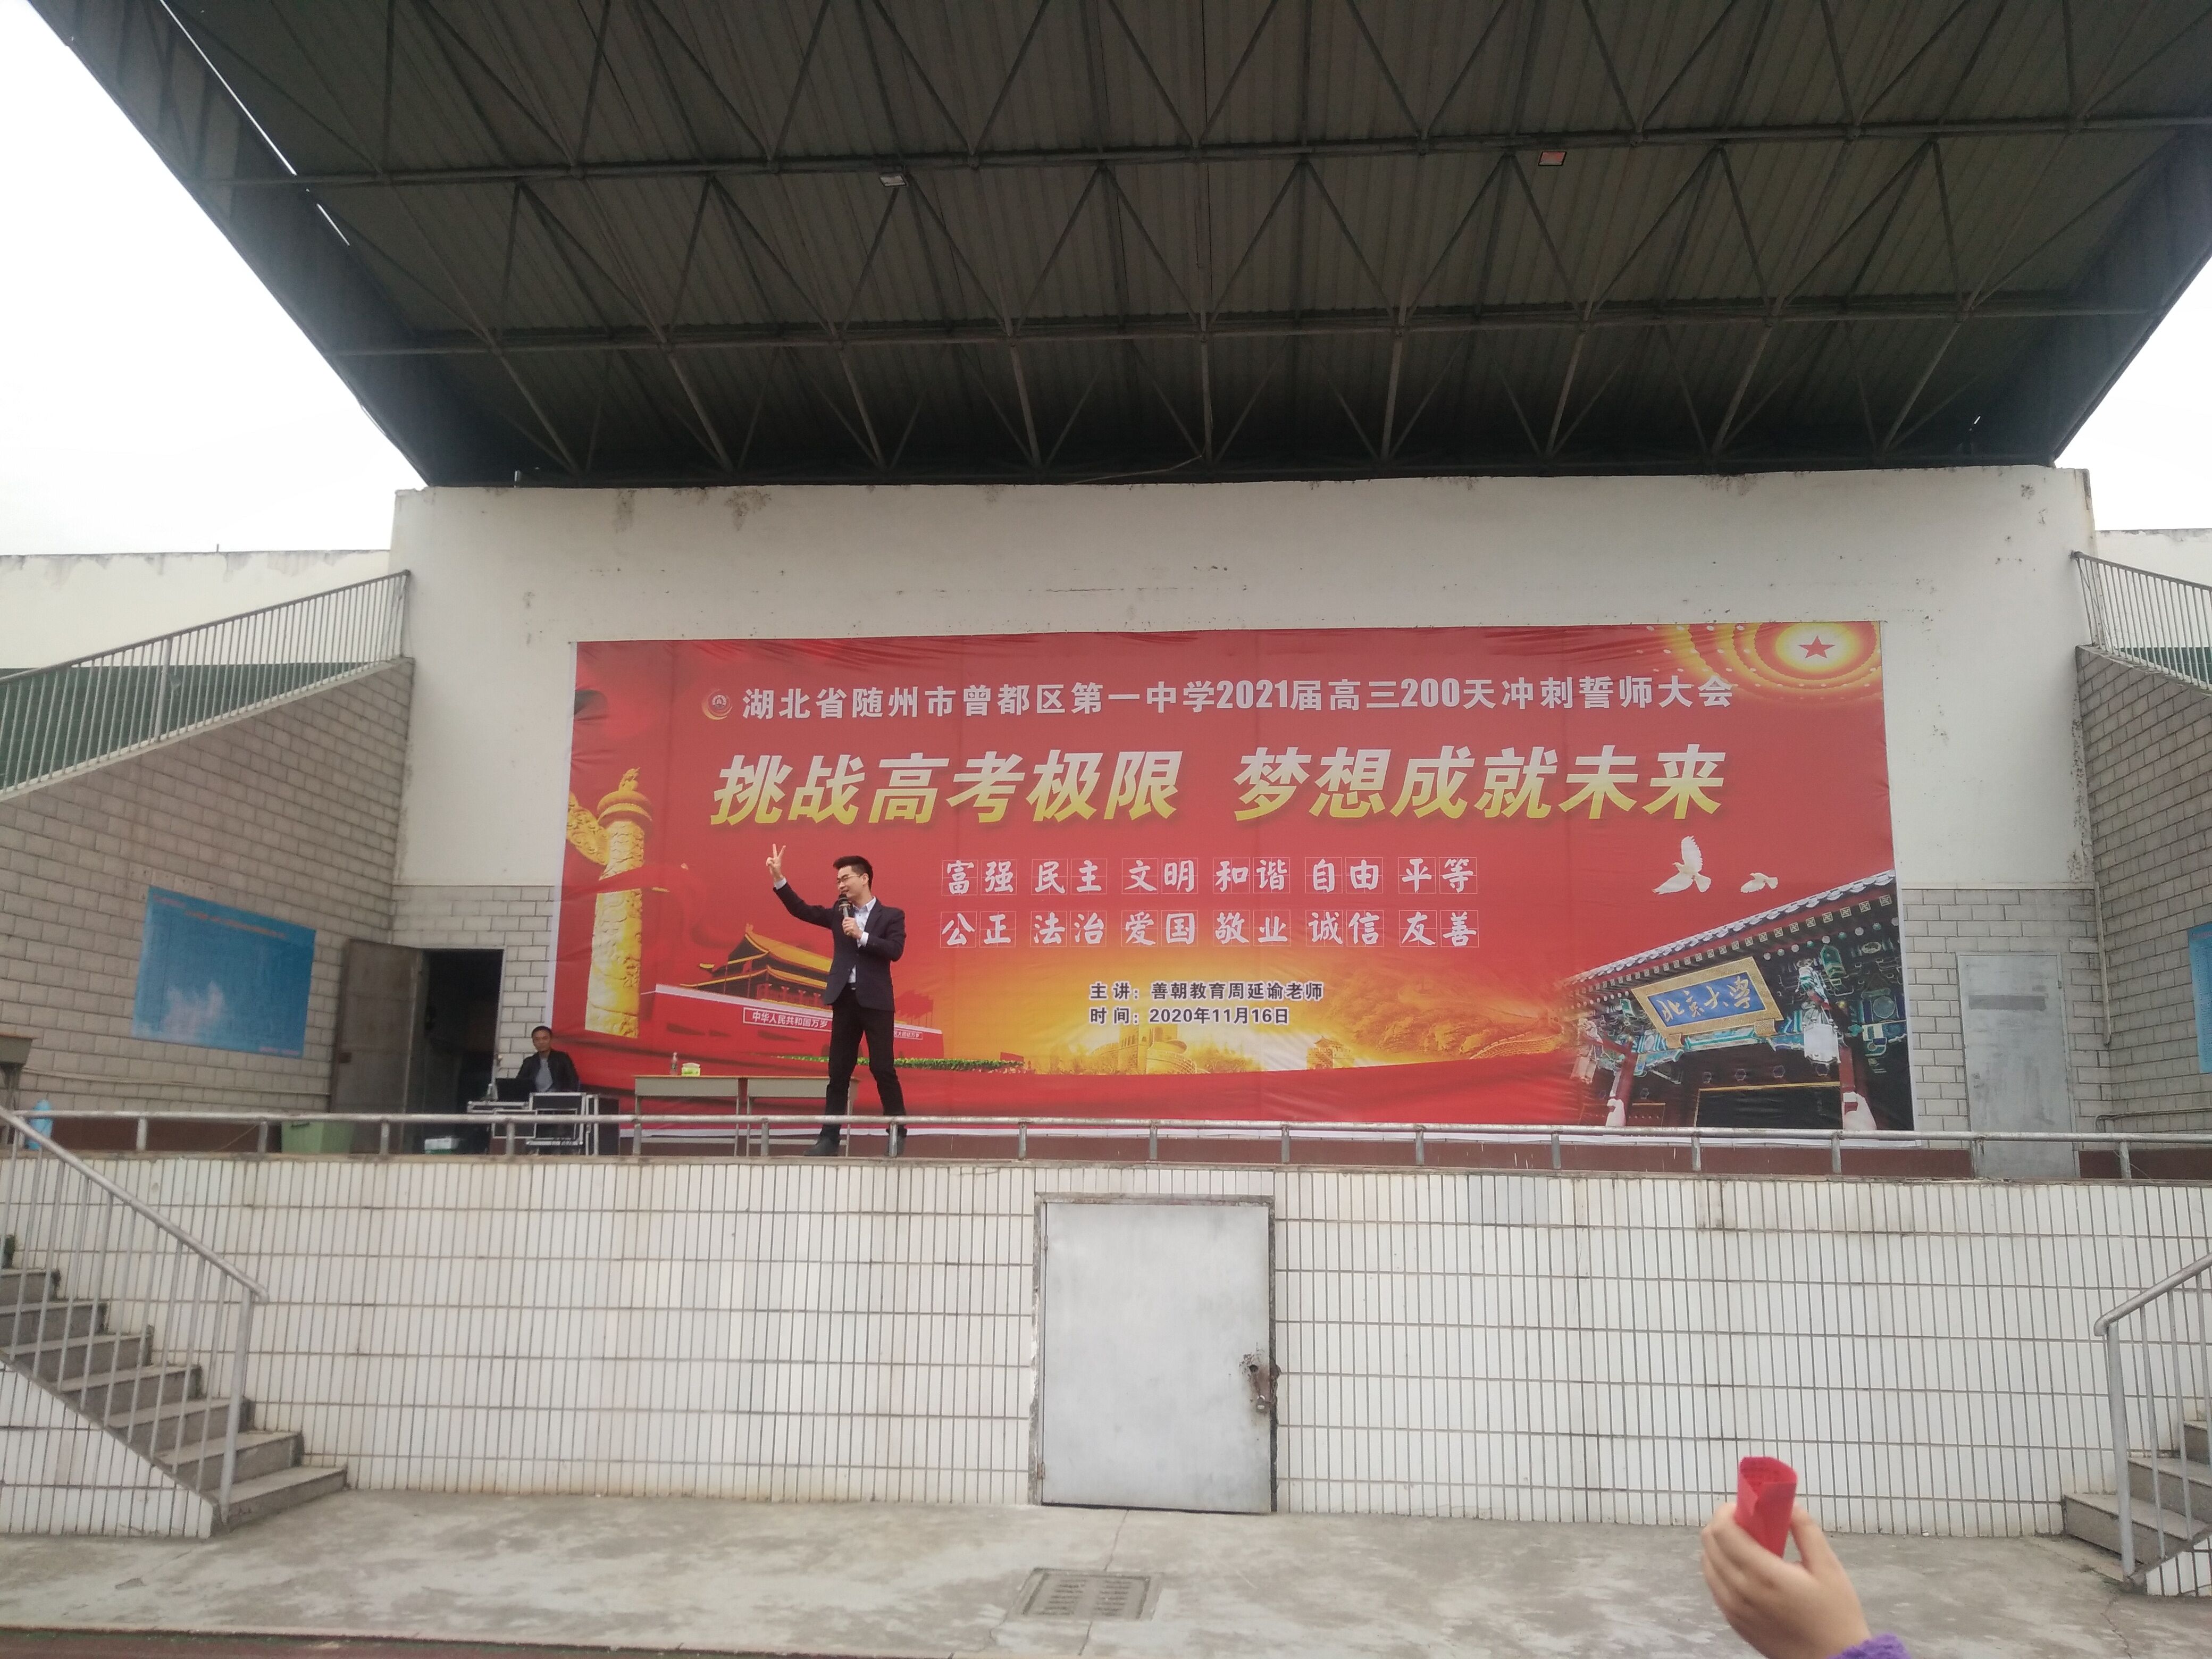 湖北省随州市曾都区第一中学2021届高三200天冲刺誓师大会
挑战高考极限 梦想成就未来
富强 民主 文明 和谐 自由 平等
公正 法治 爱国 敬业 诚信 友善
主讲：善朝教育周延谕老师
时间：2020年11月16日
中华人民共和国万岁
北京大学